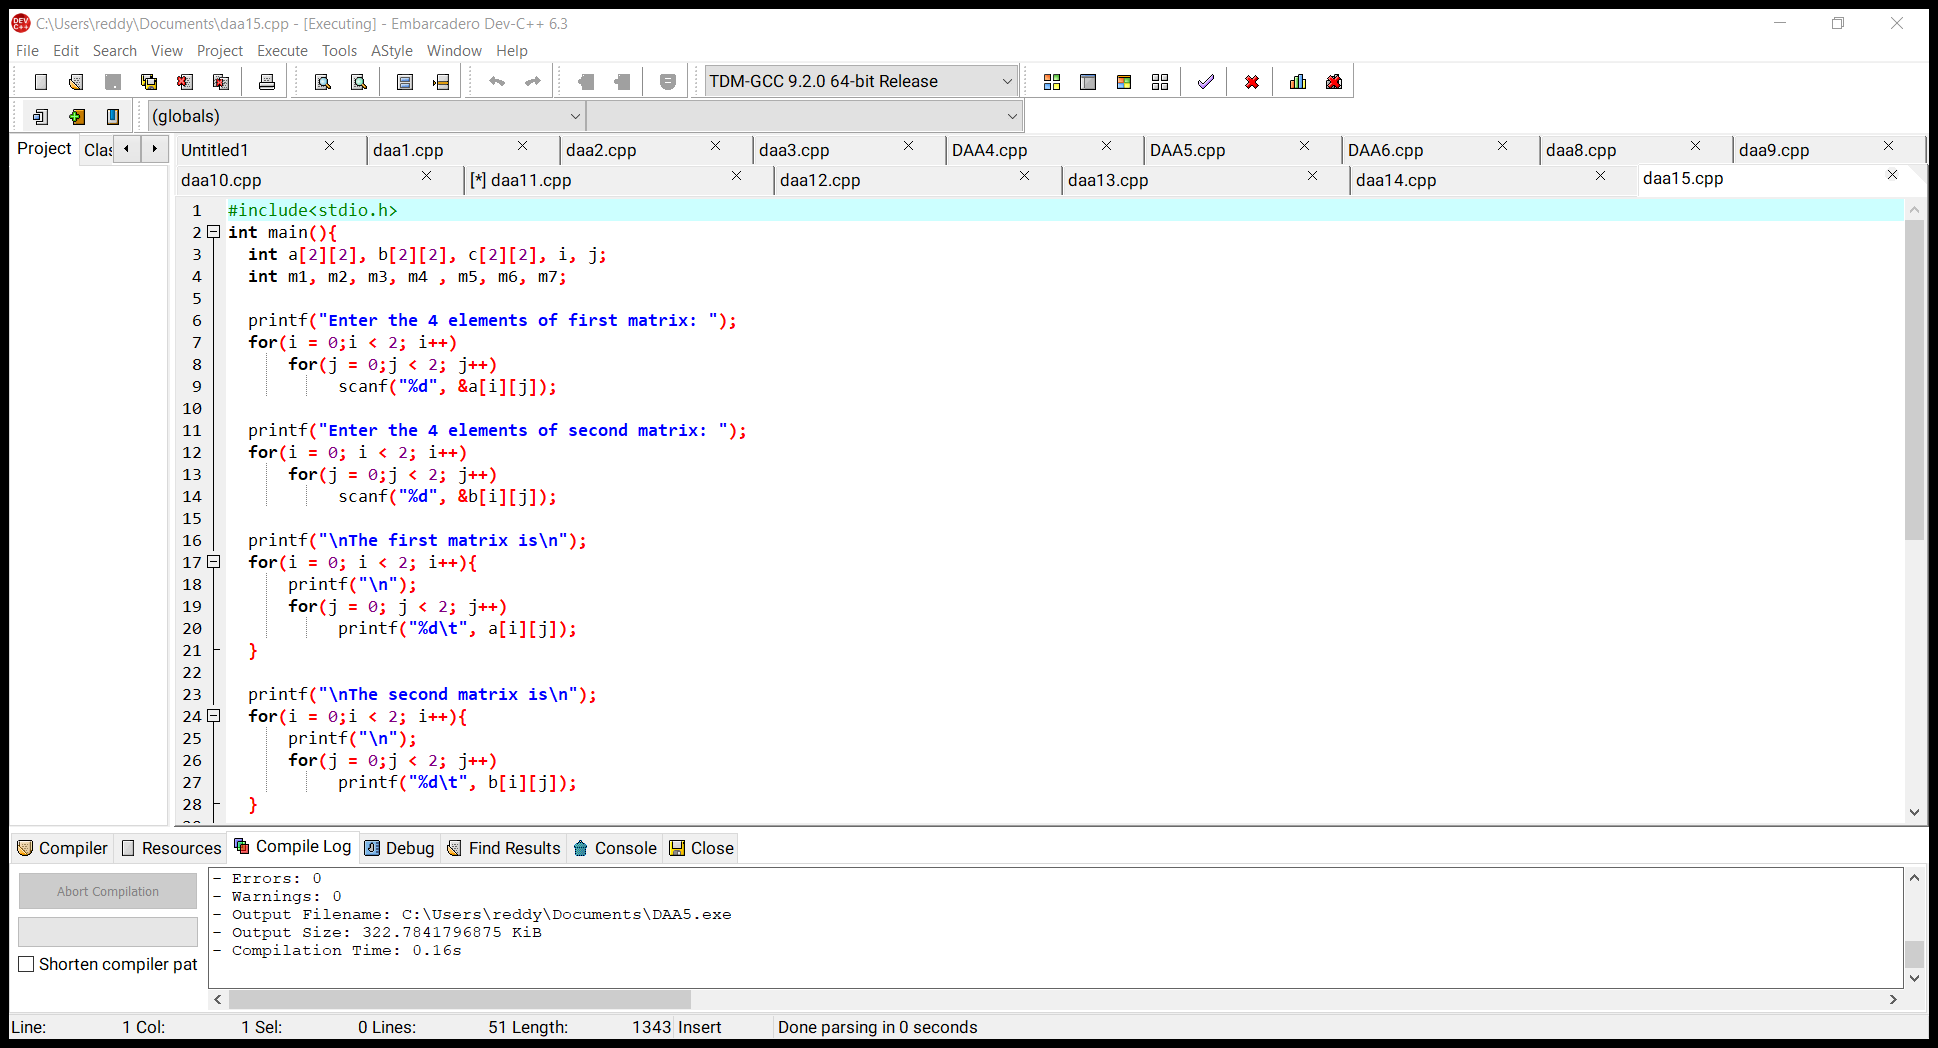 C:\Users\reddy\Documents\daa15.cpp - [Executing] - Embarcadero Dev-C++ 6.3
File Edit Search View Project Execute Tools AStyle Window Help
TDM-GCC 9.2.0 64-bit Release
(globals)
Project Clas
Untitled1 daa1.cpp daa2.cpp daa3.cpp DAA4.cpp DAA5.cpp DAA6.cpp daa8.cpp daa9.cpp
daa10.cpp [*] daa11.cpp daa12.cpp daa13.cpp daa14.cpp daa15.cpp
1 #include<stdio.h>
2 int main(){
3 int a[2][2], b[2][2], c[2][2], i, j;
4 int m1, m2, m3, m4 , m5, m6, m7;
5
6 printf("Enter the 4 elements of first matrix: ");
7 for(i = 0;i < 2; i++)
8 for(j = 0;j < 2; j++)
9 scanf("%d", &a[i][j]);
10
11 printf("Enter the 4 elements of second matrix: ");
12 for(i = 0; i < 2; i++)
13 for(j = 0;j < 2; j++)
14 scanf("%d", &b[i][j]);
15
16 printf("\nThe first matrix is\n");
17 for(i = 0; i < 2; i++){
18 printf("\n");
19 for(j = 0; j < 2; j++)
20 printf("%d\t", a[i][j]);
21 }
22
23 printf("\nThe second matrix is\n");
24 for(i = 0;i < 2; i++){
25 printf("\n");
26 for(j = 0;j < 2; j++)
27 printf("%d\t", b[i][j]);
28 }
Compiler Resources Compile Log Debug Find Results Console Close
Abort Compilation
Shorten compiler pat
- Errors: 0
- Warnings: 0
- Output Filename: C:\Users\reddy\Documents\DAA5.exe
- Output Size: 322.7841796875 KiB
- Compilation Time: 0.16s
Line: 1 Col: 1 Sel: 0 Lines: 51 Length: 1343 Insert Done parsing in 0 seconds